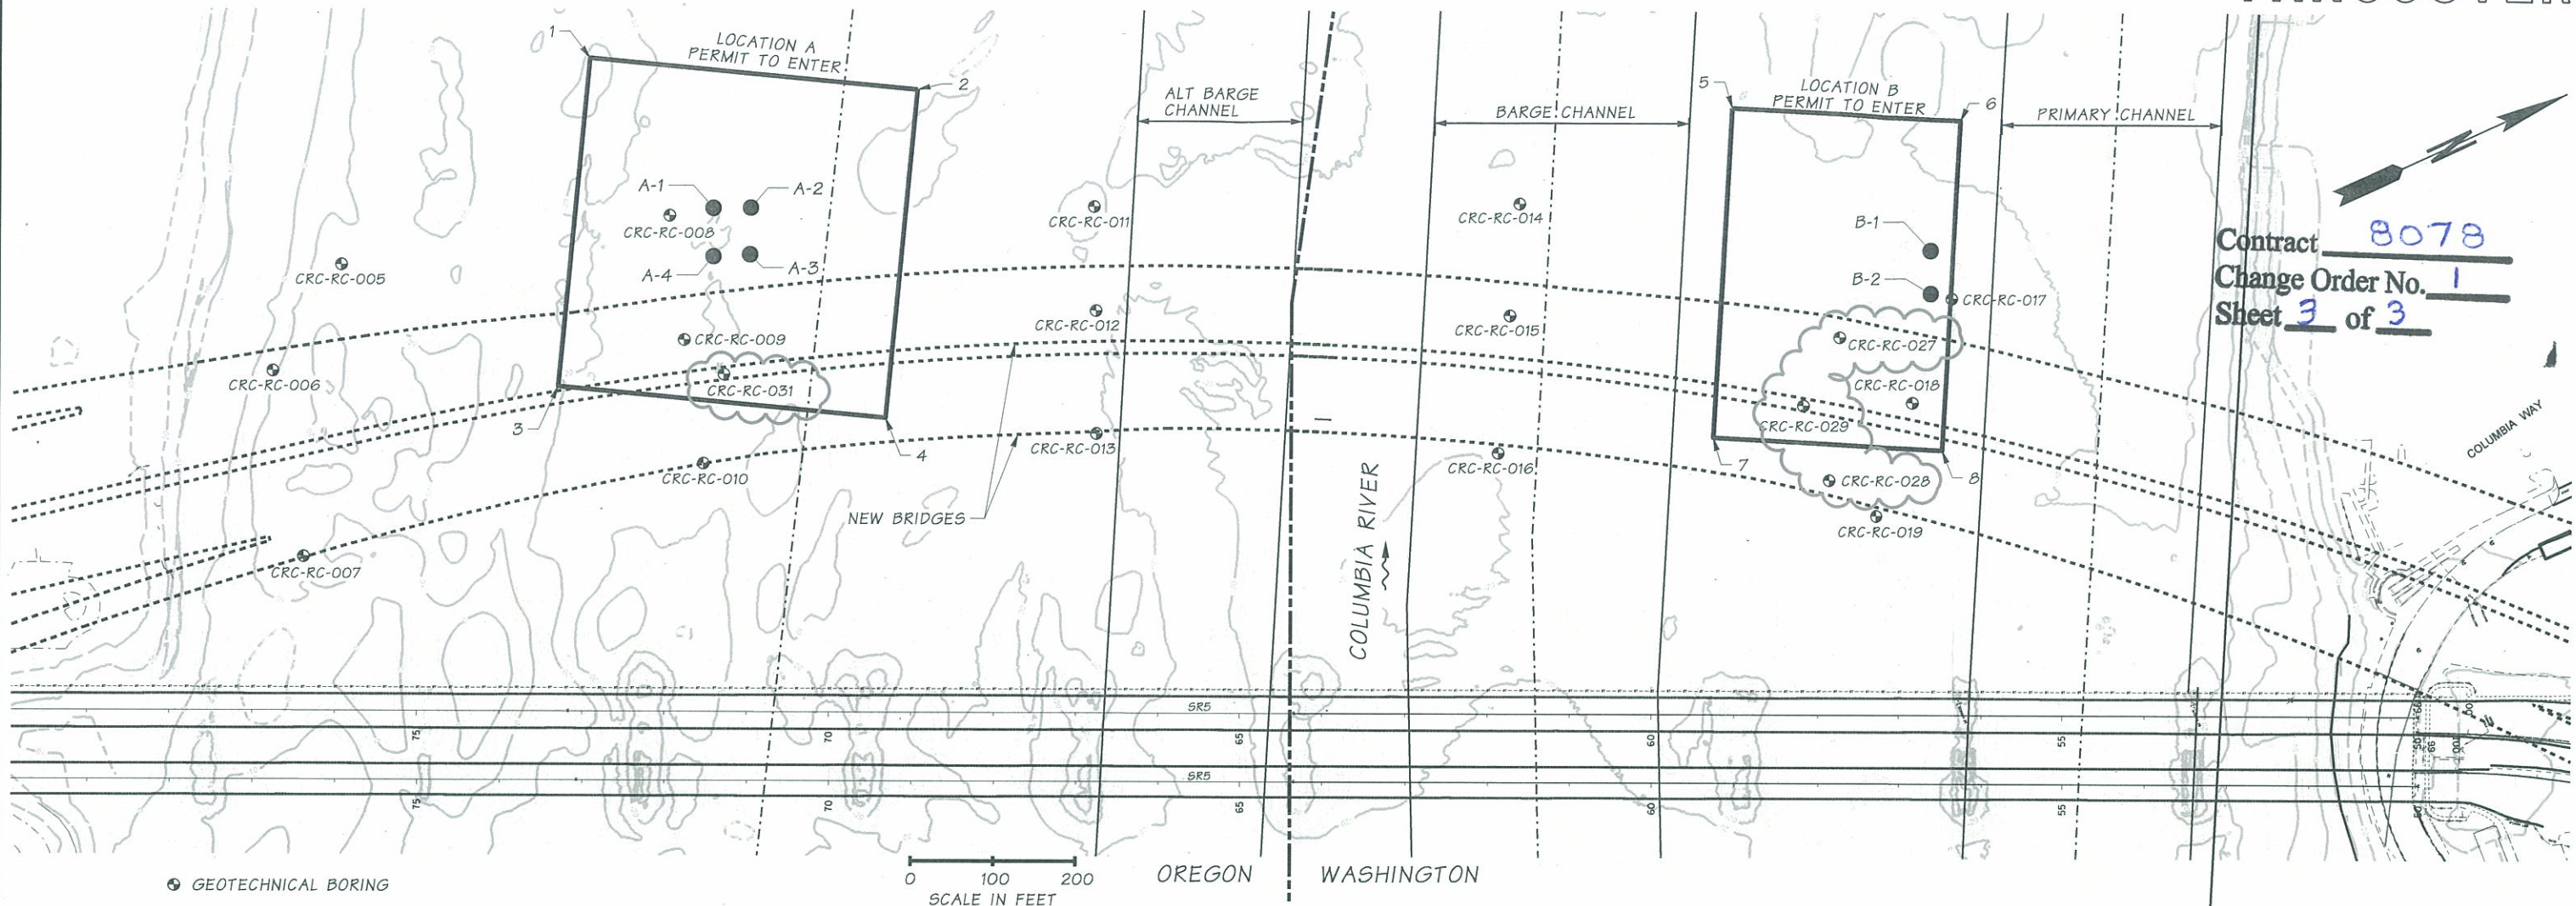 1
LOCATION A
PERMIT TO ENTER
2
ALT BARGE
CHANNEL
BARGE CHANNEL
5
LOCATION B
PERMIT TO ENTER
6
PRIMARY CHANNEL
N
A-1
A-2
CRC-RC-008
A-4
A-3
CRC-RC-005
CRC-RC-011
CRC-RC-014
B-1
B-2
CRC-RC-017
Contract 8078
Change Order No. 1
Sheet 3 of 3
CRC-RC-012
CRC-RC-015
CRC-RC-009
CRC-RC-027
CRC-RC-006
CRC-RC-031
CRC-RC-018
CRC-RC-029
COLUMBIA WAY
3
4
CRC-RC-013
CRC-RC-010
CRC-RC-016
7
8
CRC-RC-028
CRC-RC-019
NEW BRIDGES
CRC-RC-007
COLUMBIA RIVER
SR5
75
70
65
60
55
SR5
75
70
65
60
55
GEOTECHNICAL BORING
0 100 200
SCALE IN FEET
OREGON
WASHINGTON